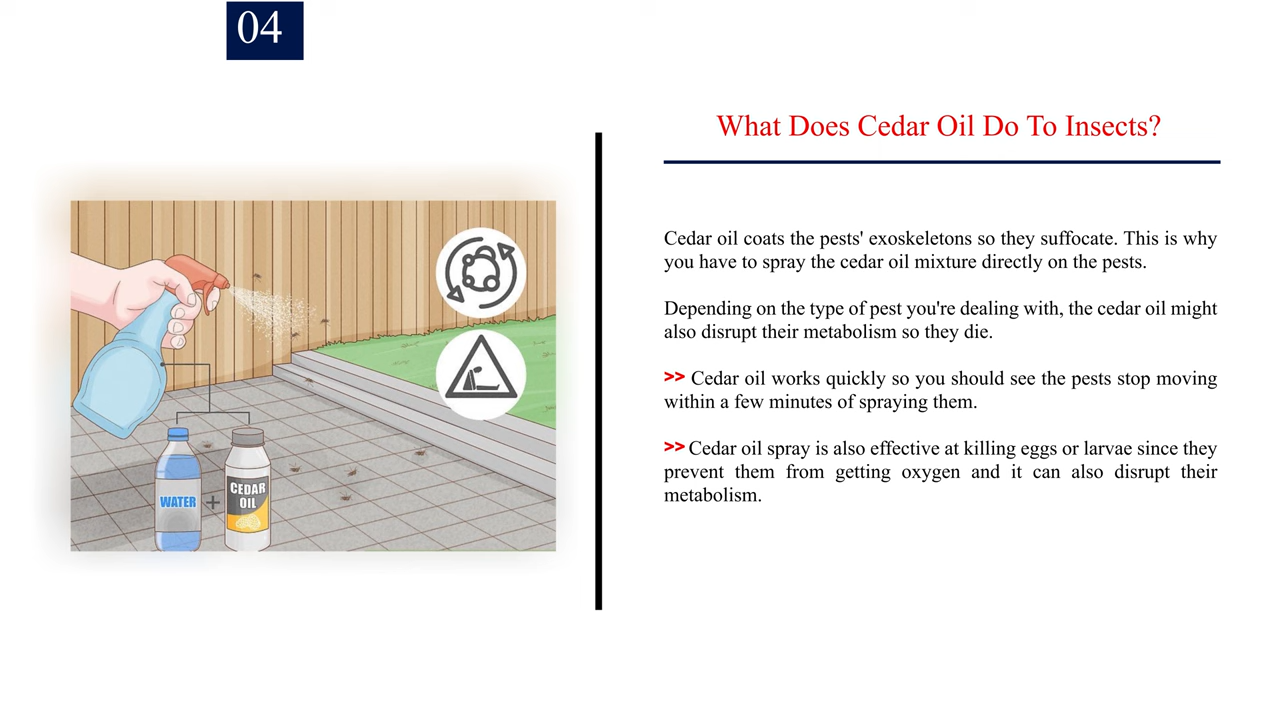 04
What Does Cedar Oil Do To Insects?
Cedar oil coats the pests' exoskeletons so they suffocate. This is why
you have to spray the cedar oil mixture directly on the pests.
Depending on the type of pest you're dealing with, the cedar oil might
also disrupt their metabolism so they die.
>> Cedar oil works quickly so you should see the pests stop moving
within a few minutes of spraying them.
>> Cedar oil spray is also effective at killing eggs or larvae since they
prevent them from getting oxygen and it can also disrupt their
metabolism.
WATER
+
CEDAR
OIL